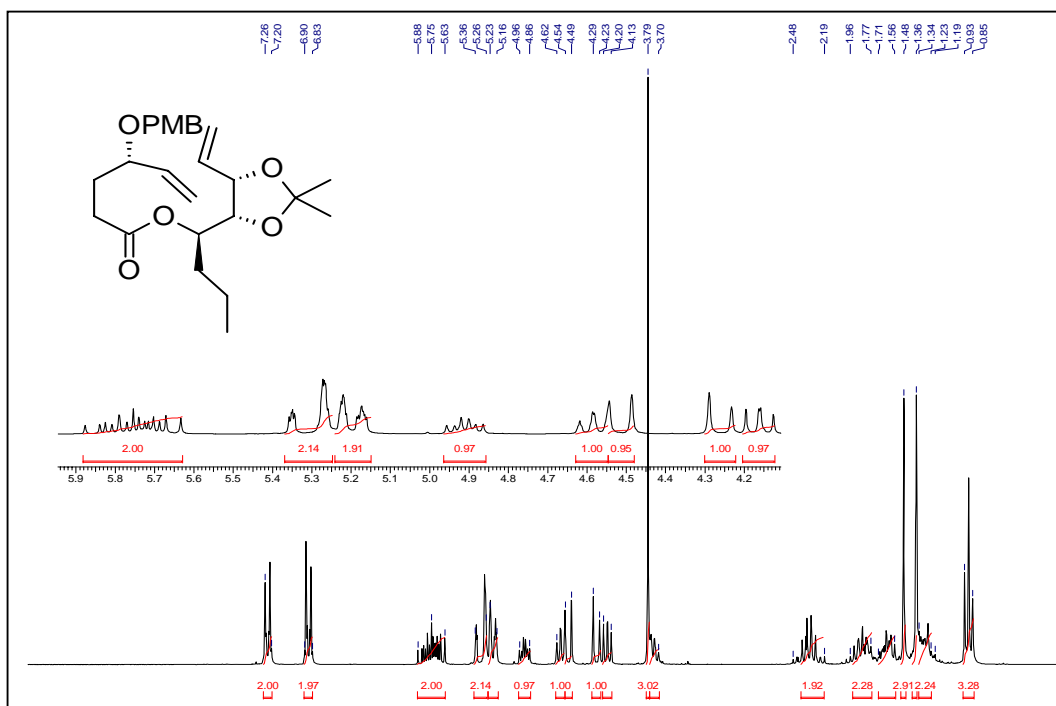 7.26 7.20 6.90 6.83 5.88 5.75 5.63 5.36 5.26 5.23 5.16 4.96 4.86 4.62 4.54 4.49 4.29 4.23 4.20 4.13 3.79 3.70 2.48 2.19 1.96 1.77 1.71 1.56 1.48 1.36 1.34 1.23 1.19 0.93 0.85
OPMB
O
O
O
O
2.00 2.14 1.91 0.97 1.00 0.95 1.00 0.97
5.9 5.8 5.7 5.6 5.5 5.4 5.3 5.2 5.1 5.0 4.9 4.8 4.7 4.6 4.5 4.4 4.3 4.2
2.00 1.97 2.00 2.14 0.97 1.00 1.00 3.02 1.92 2.28 2.91 2.24 3.28